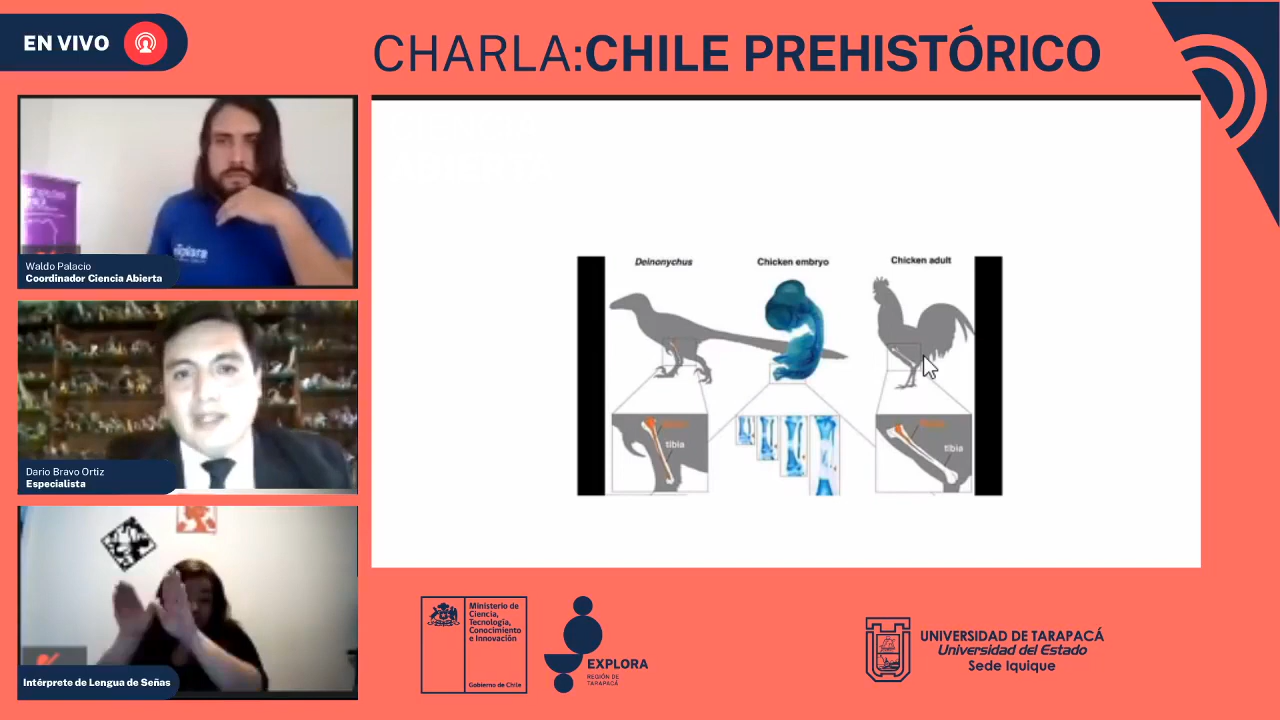 EN VIVO
CHARLA:CHILE PREHISTÓRICO
Waldo Palacio
Coordinador Ciencia Abierta
Dario Bravo Ortiz
Especialista
Intérprete de Lengua de Señas
Deinonychus
Chicken embryo
Chicken adult
tibia
tibia
Ministerio de
Ciencia,
Tecnología,
Conocimiento
e Innovación
Gobierno de Chile
EXPLORA
REGIÓN DE
TARAPACÁ
UNIVERSIDAD DE TARAPACÁ
Universidad del Estado
Sede Iquique